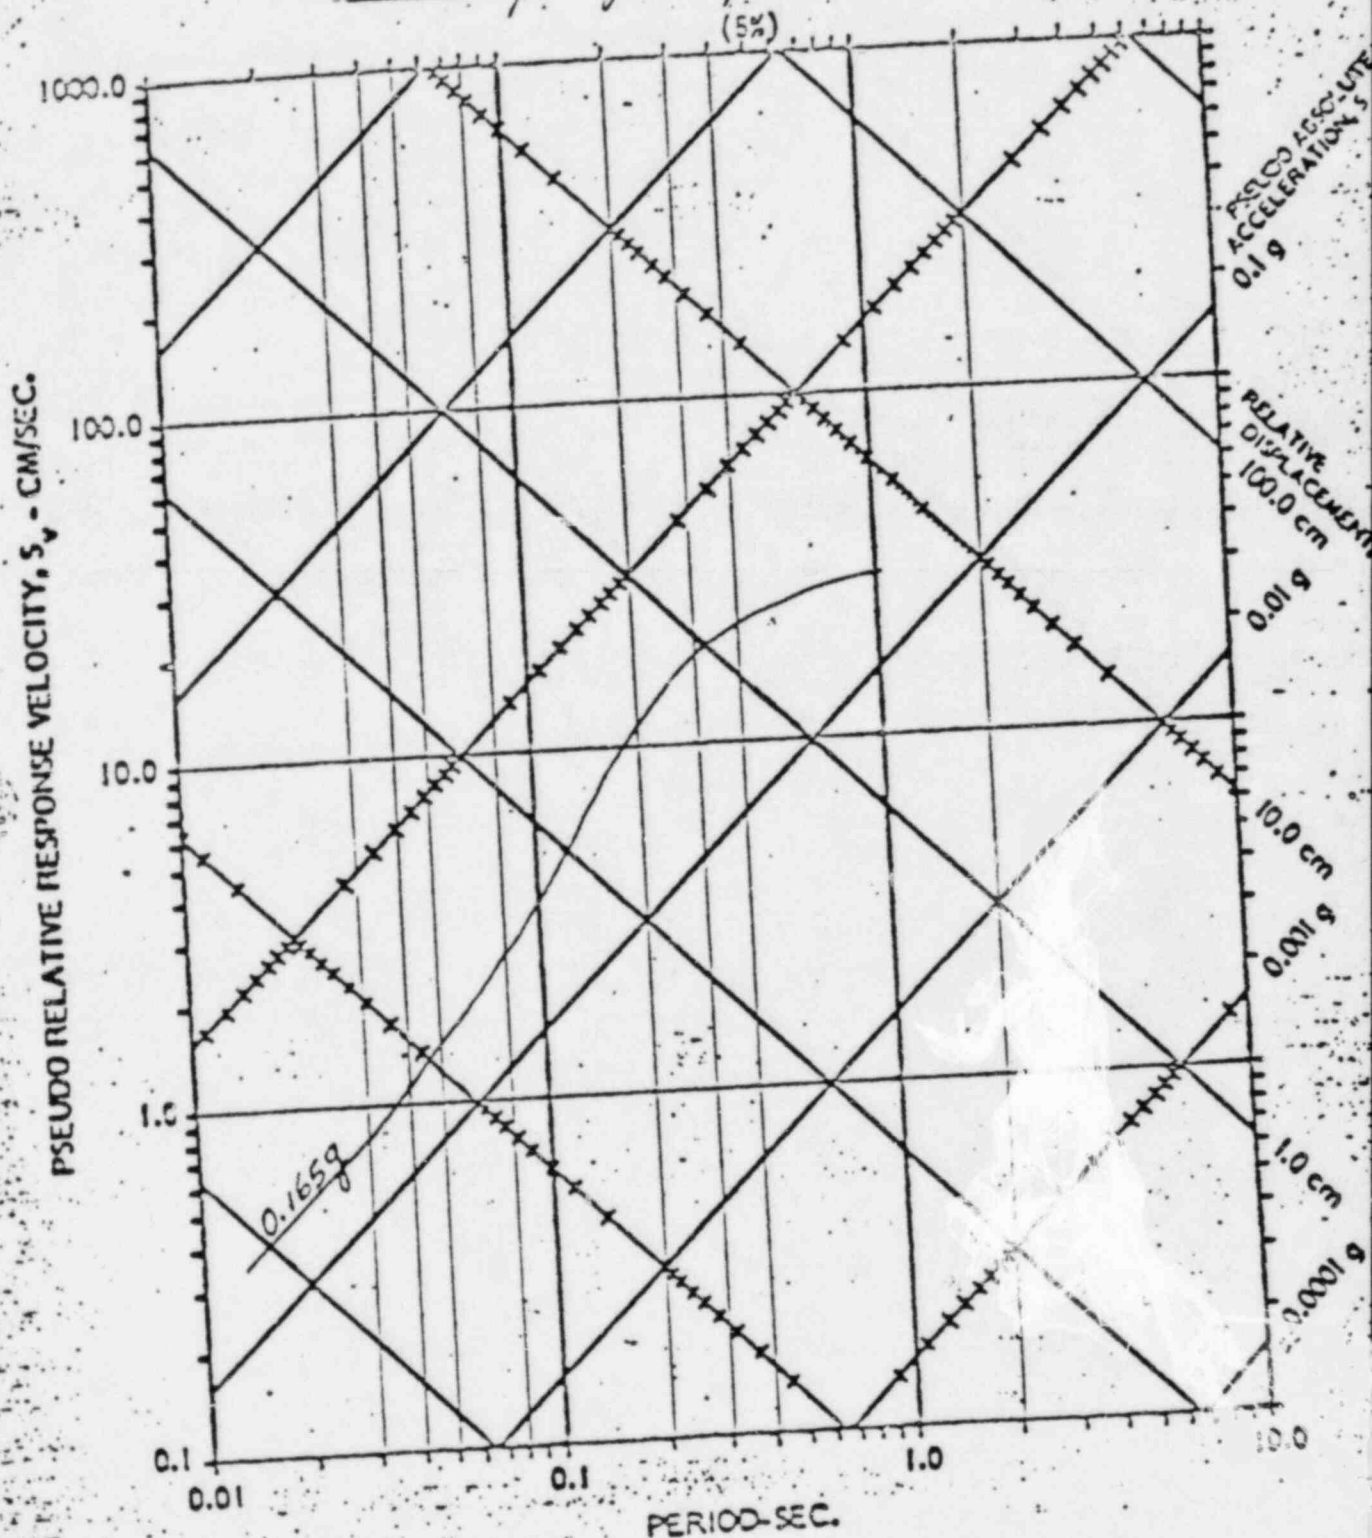 (5%)
1000.0
100.0
10.0
1.0
0.1
PSEUDO RELATIVE RESPONSE VELOCITY, Sv - CM/SEC.
0.01
0.1
1.0
10.0
PERIOD-SEC.
PSEUDO ABSOLUTE
ACCELERATION, S
0.1 g
RELATIVE
DISPLACEMENT
100.0 cm
0.01 g
10.0 cm
0.001 g
1.0 cm
0.0001 g
0.165g